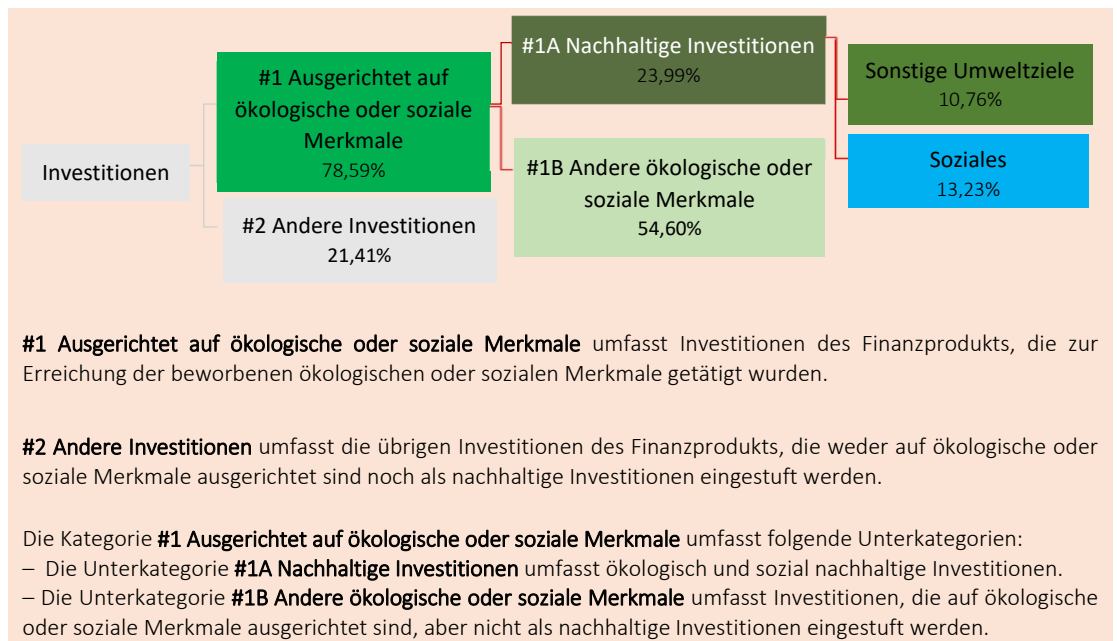 Investitionen
#1 Ausgerichtet auf
ökologische oder soziale
Merkmale
78,59%
#2 Andere Investitionen
21,41%
#1A Nachhaltige Investitionen
23,99%
#1B Andere ökologische oder
soziale Merkmale
54,60%
Sonstige Umweltziele
10,76%
Soziales
13,23%
#1 Ausgerichtet auf ökologische oder soziale Merkmale umfasst Investitionen des Finanzprodukts, die zur
Erreichung der beworbenen ökologischen oder sozialen Merkmale getätigt wurden.
#2 Andere Investitionen umfasst die übrigen Investitionen des Finanzprodukts, die weder auf ökologische oder
soziale Merkmale ausgerichtet sind noch als nachhaltige Investitionen eingestuft werden.
Die Kategorie #1 Ausgerichtet auf ökologische oder soziale Merkmale umfasst folgende Unterkategorien:
– Die Unterkategorie #1A Nachhaltige Investitionen umfasst ökologisch und sozial nachhaltige Investitionen.
– Die Unterkategorie #1B Andere ökologische oder soziale Merkmale umfasst Investitionen, die auf ökologische
oder soziale Merkmale ausgerichtet sind, aber nicht als nachhaltige Investitionen eingestuft werden.